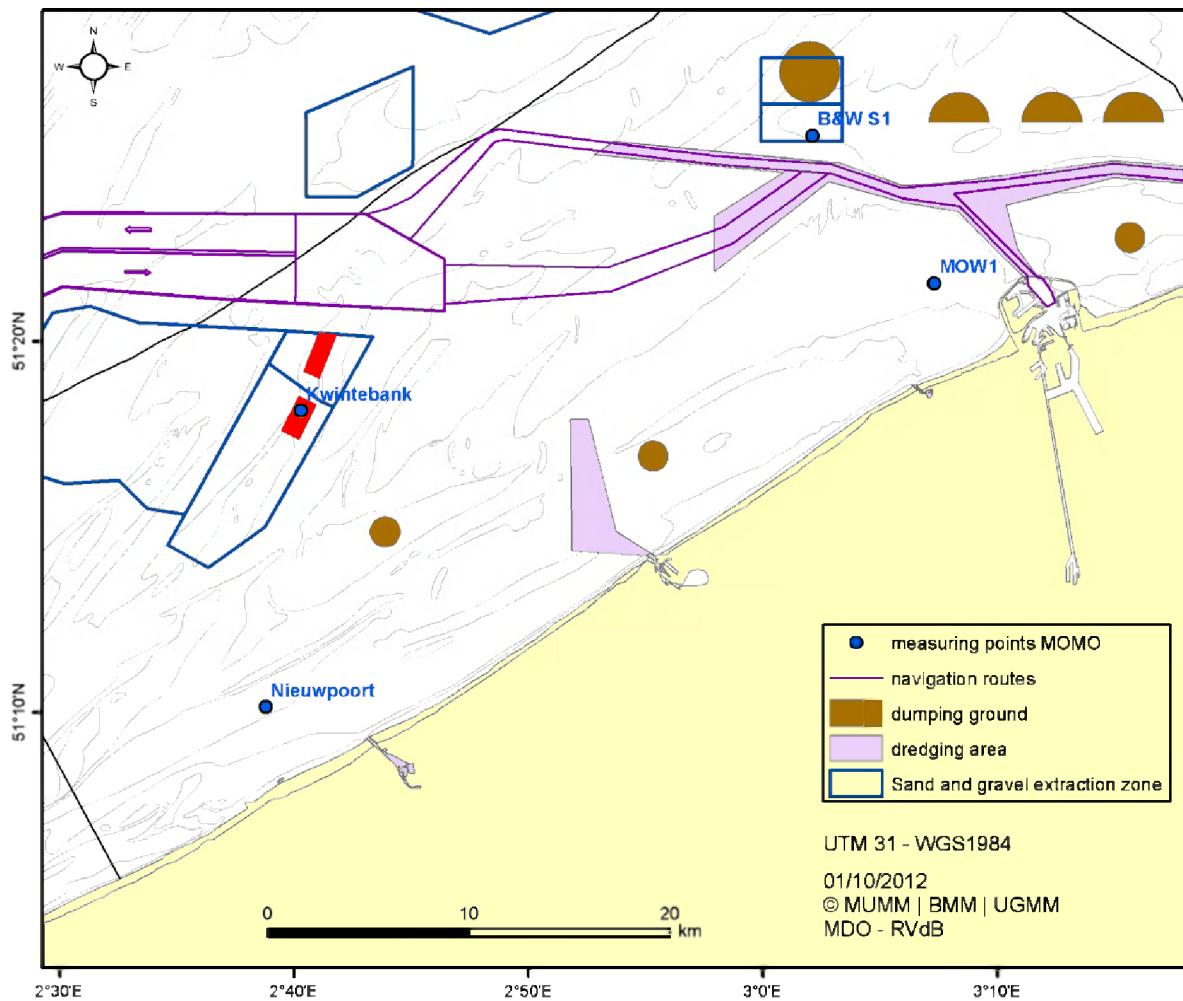 N
W E
S
B&W S1
MOW1
51°20'N
Kwintebank
Nieuwpoort
51°10'N
measuring points MOMO
navigation routes
dumping ground
dredging area
Sand and gravel extraction zone
UTM 31 - WGS1984
01/10/2012
© MUMM | BMM | UGMM
MDO - RVdB
0 10 20
km
2°30'E 2°40'E 2°50'E 3°0'E 3°10'E